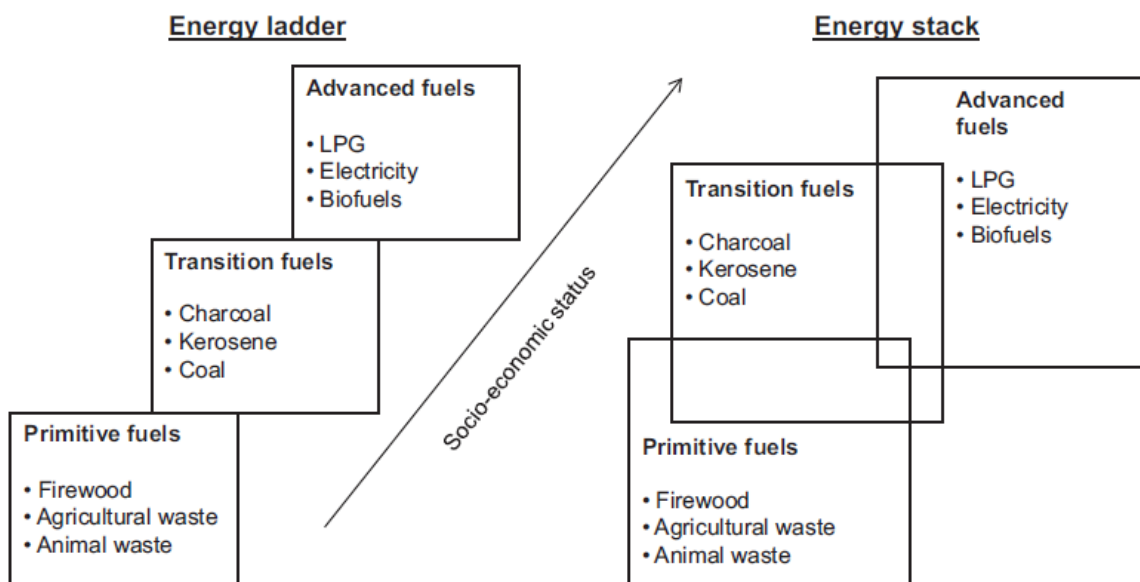 Energy ladder
Advanced fuels
• LPG
• Electricity
• Biofuels
Transition fuels
• Charcoal
• Kerosene
• Coal
Primitive fuels
• Firewood
• Agricultural waste
• Animal waste
Socio-economic status
Energy stack
Advanced
fuels
• LPG
• Electricity
• Biofuels
Transition fuels
• Charcoal
• Kerosene
• Coal
Primitive fuels
• Firewood
• Agricultural waste
• Animal waste